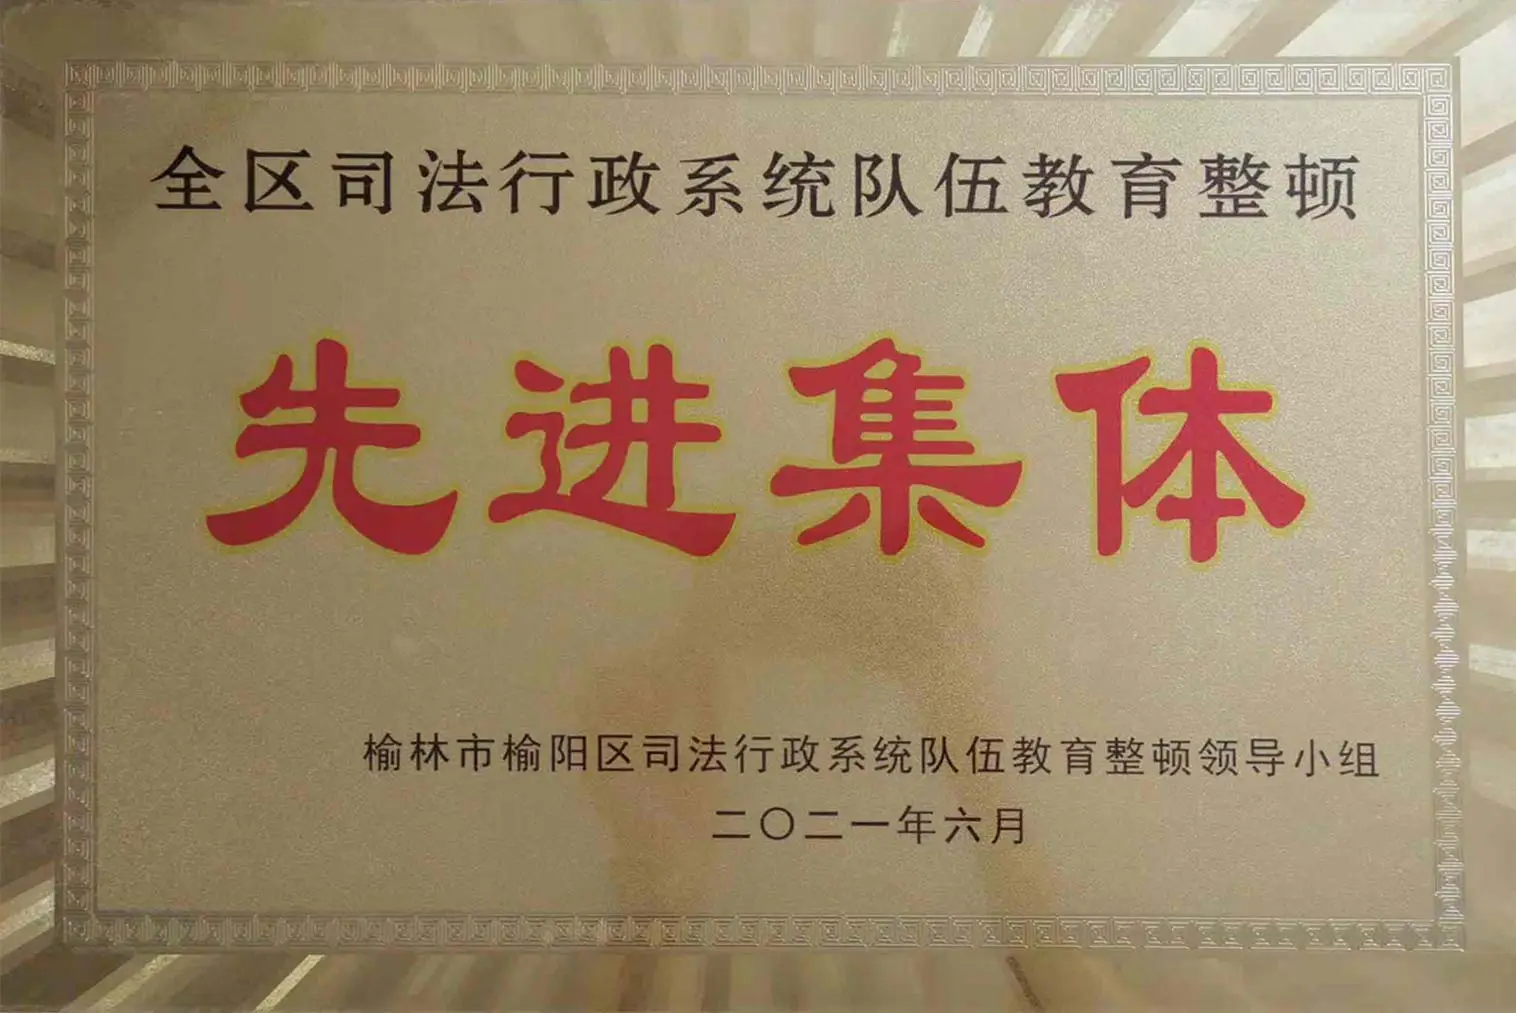 全区司法行政系统队伍教育整顿
先进集体
榆林市榆阳区司法行政系统队伍教育整顿领导小组
二〇二一年六月